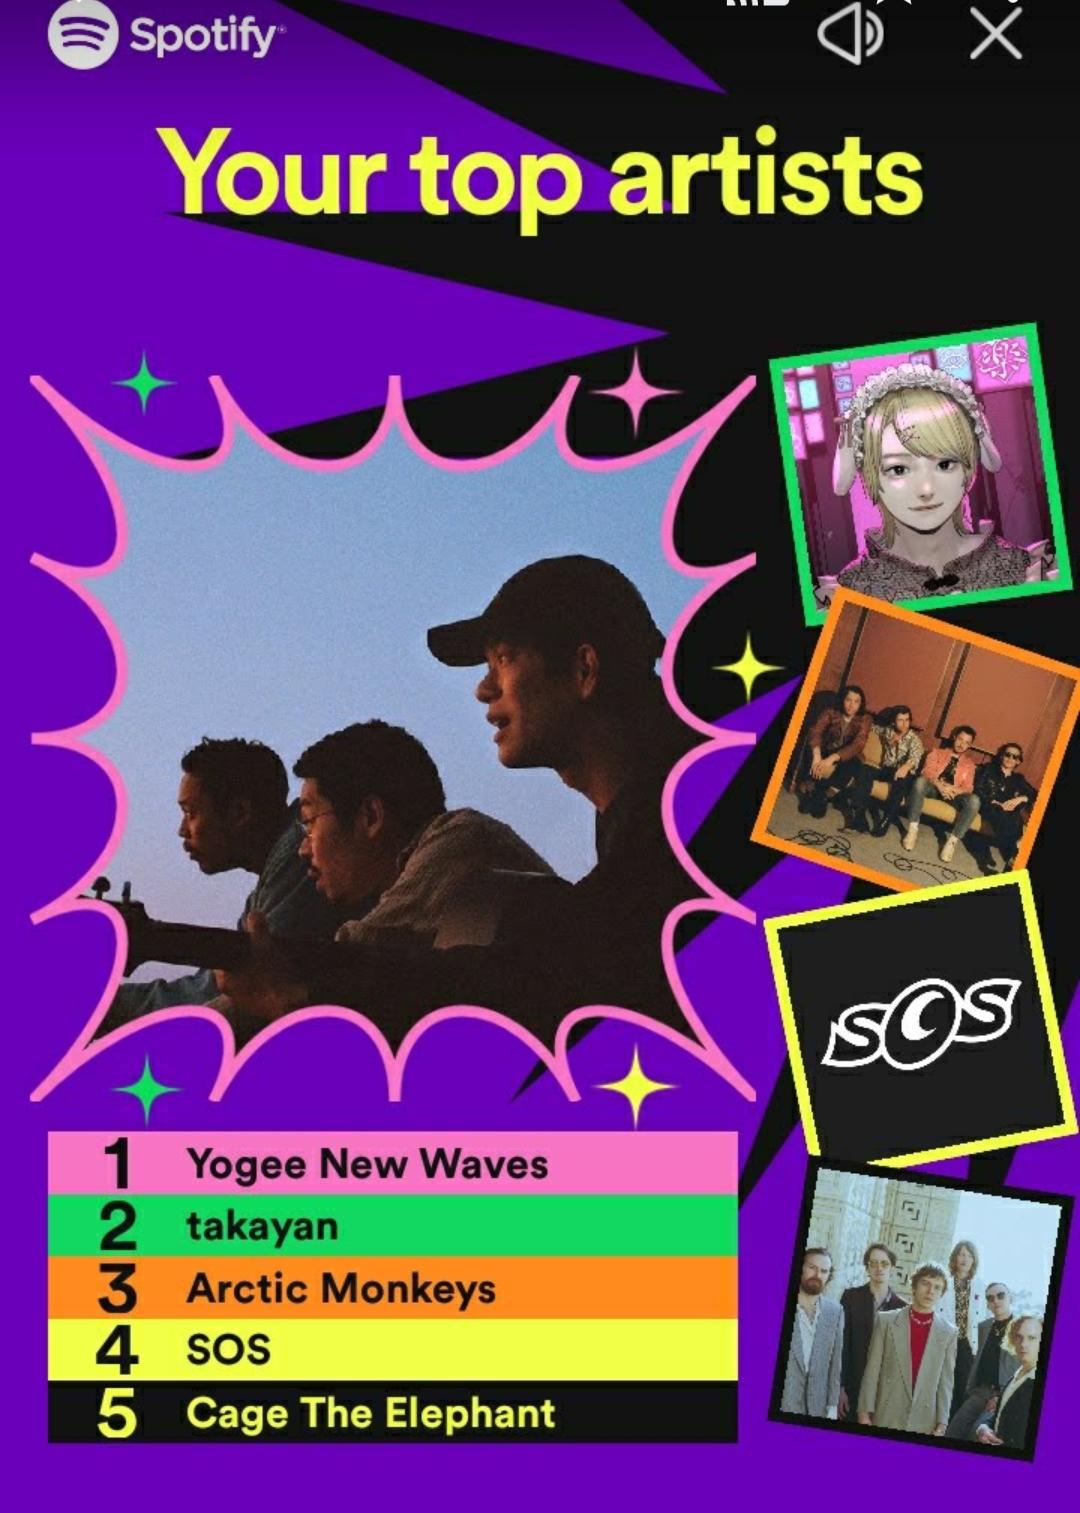 Spotify®
Your top artists
楽
SOS
1 Yogee New Waves
2 takayan
3 Arctic Monkeys
4 SOS
5 Cage The Elephant